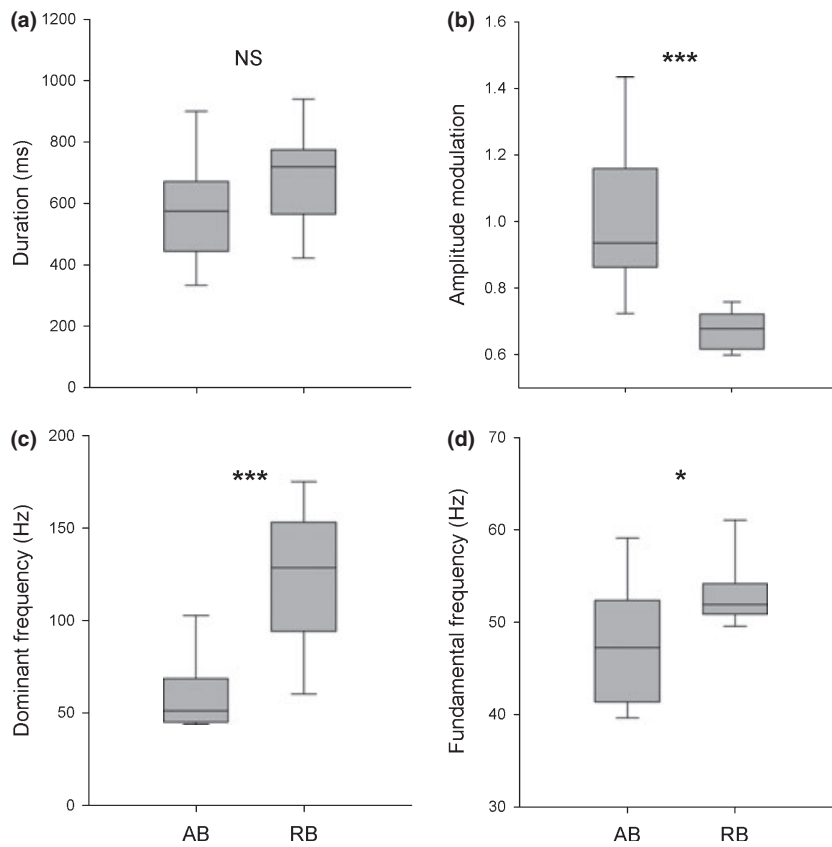 (a)
1200
1000
800
600
400
200
0
Duration (ms)
NS
(b)
1.6
1.4
1.2
1.0
0.8
0.6
Amplitude modulation
***
(c)
200
150
100
50
0
Dominant frequency (Hz)
***
AB RB
(d)
70
60
50
40
30
Fundamental frequency (Hz)
*
AB RB